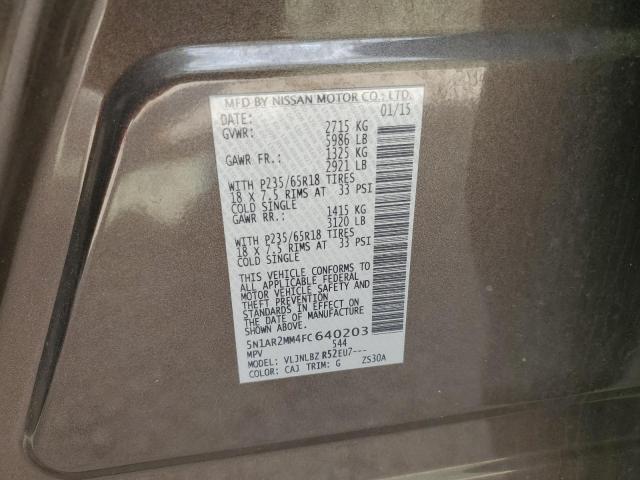 MFD BY NISSAN MOTOR CO., LTD.
DATE: 01/15
GVWR: 2715 KG
5986 LB
GAWR FR.: 1325 KG
2921 LB
WITH P235/65R18 TIRES
18 X 7.5 RIMS AT 33 PSI
COLD SINGLE
GAWR RR.: 1415 KG
3120 LB
WITH P235/65R18 TIRES
18 X 7.5 RIMS AT 33 PSI
COLD SINGLE
THIS VEHICLE CONFORMS TO
ALL APPLICABLE FEDERAL
MOTOR VEHICLE SAFETY AND
THEFT PREVENTION
STANDARDS IN EFFECT ON
THE DATE OF MANUFACTURE
SHOWN ABOVE.
5N1AR2MM4FC640203
MPV 544
MODEL: VLJNLBZ R52EU7---
COLOR: CAJ TRIM: G ZS30A